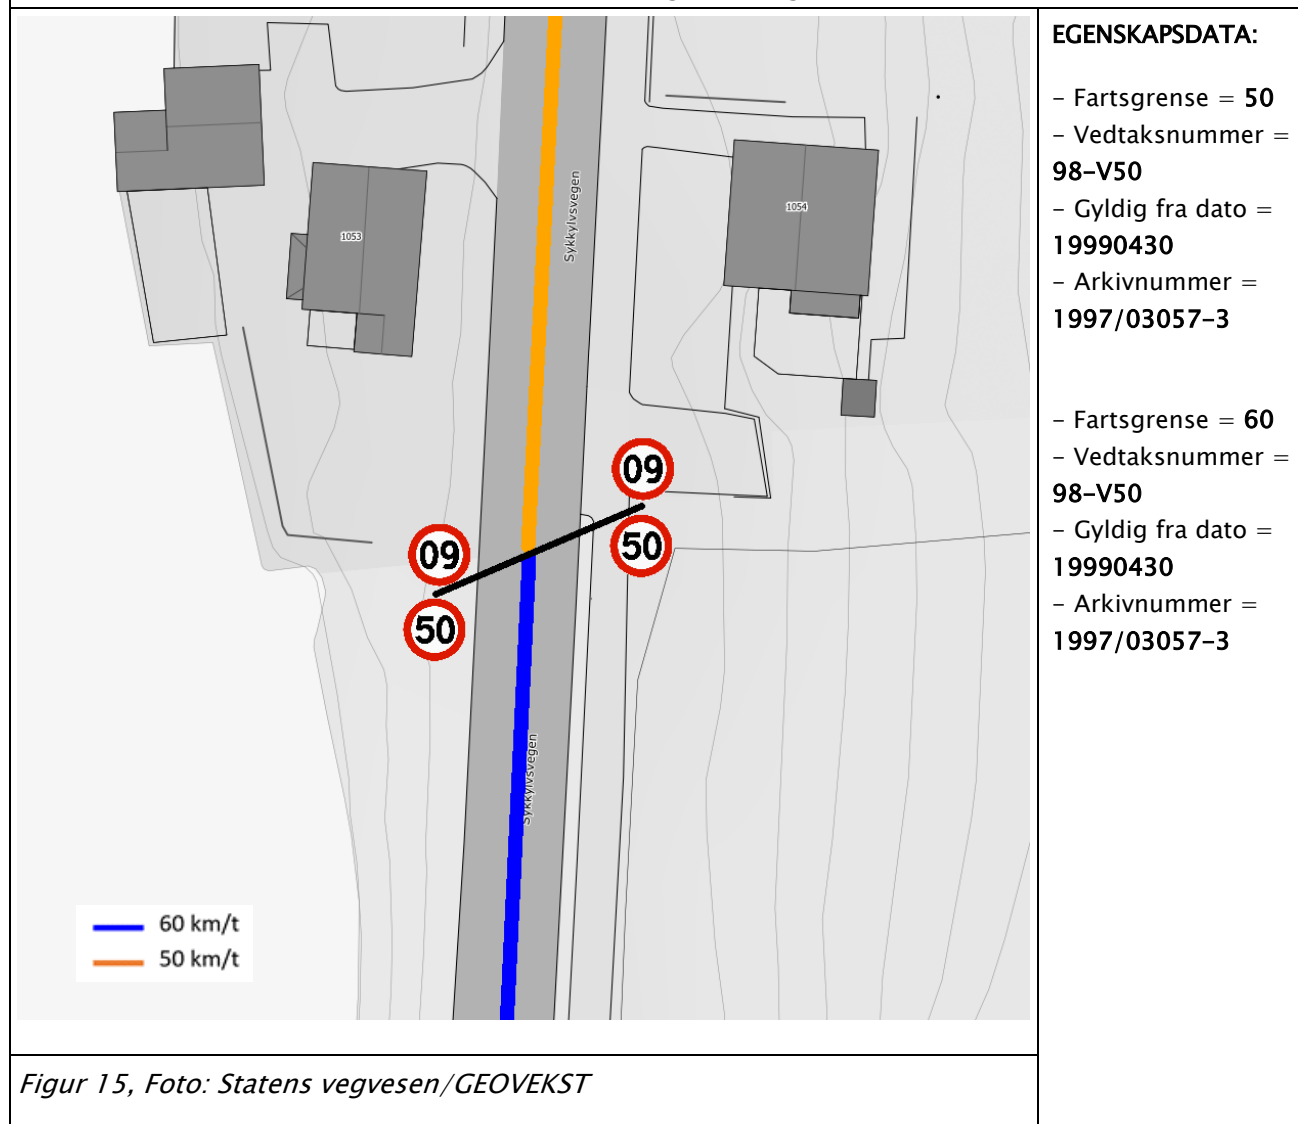 EGENSKAPSDATA:
– Fartsgrense = 50
– Vedtaksnummer =
98-V50
– Gyldig fra dato =
19990430
– Arkivnummer =
1997/03057-3
– Fartsgrense = 60
– Vedtaksnummer =
98-V50
– Gyldig fra dato =
19990430
– Arkivnummer =
1997/03057-3
1053
1054
Sykkylvsvegen
60
50
60
50
Sykkylvsvegen
60 km/t
50 km/t
Figur 15, Foto: Statens vegvesen/GEOVEKST